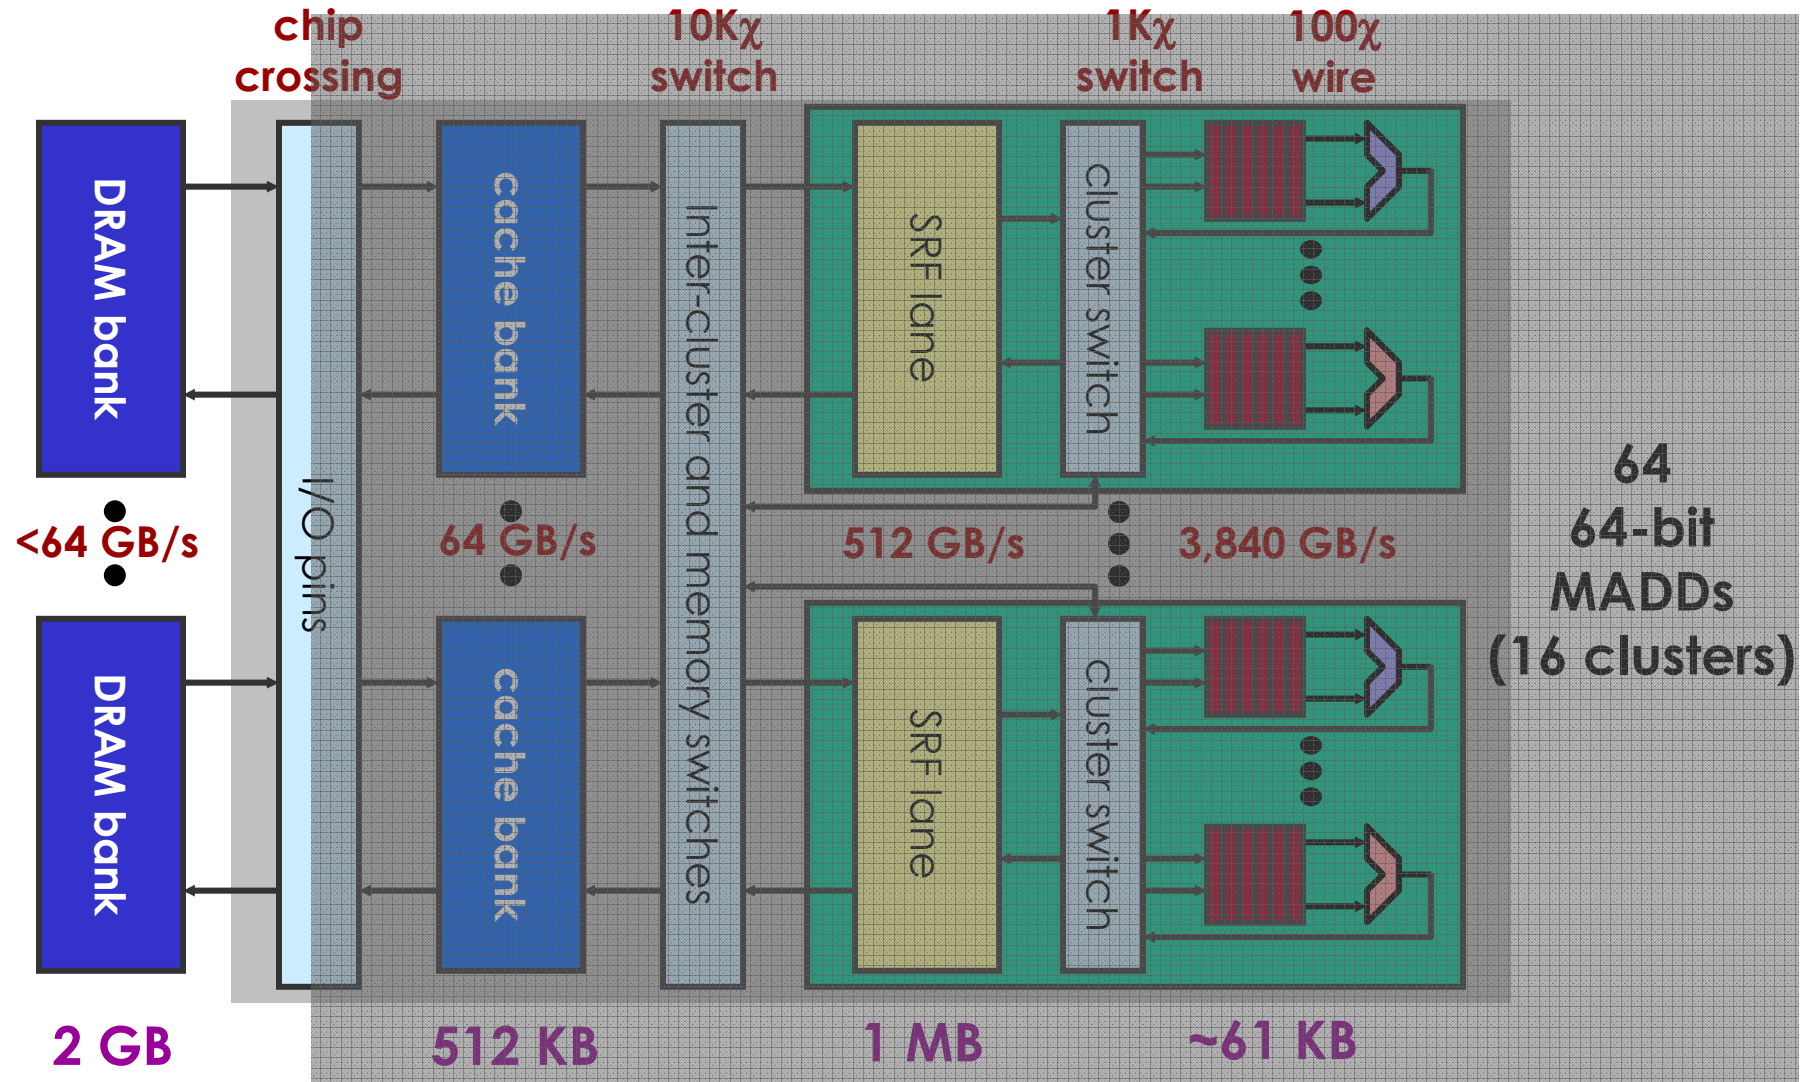 chip
crossing
10Kχ
switch
1Kχ
switch
100χ
wire
DRAM bank
I/O pins
cache bank
Inter-cluster and memory switches
SRF lane
cluster switch
<64 GB/s
64 GB/s
512 GB/s
3,840 GB/s
64
64-bit
MADDs
(16 clusters)
DRAM bank
cache bank
SRF lane
cluster switch
2 GB
512 KB
1 MB
~61 KB